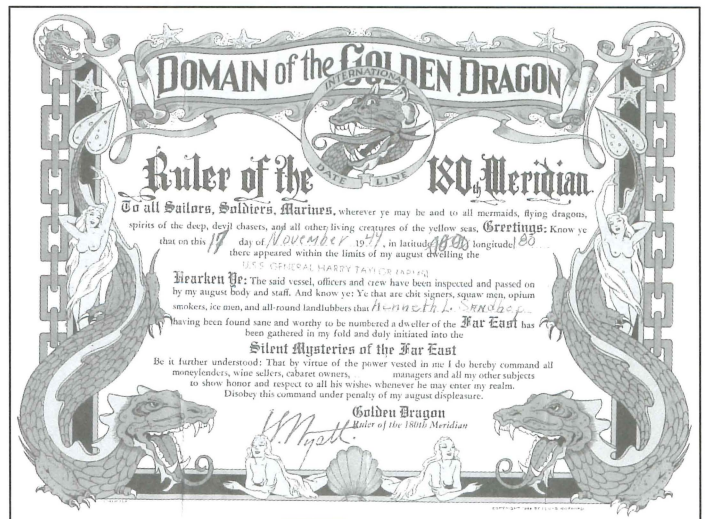 DOMAIN of the GOLDEN DRAGON
INTERNATIONAL
DATE LINE
Ruler of the 180th Meridian
To all Sailors, Soldiers, Marines, wherever ye may be and to all mermaids, flying dragons,
spirits of the deep, devil chasers, and all other living creatures of the yellow seas, Greetings: Know ye
that on this 17 day of November 19 , in latitude longitude 180
there appeared within the limits of my august dwelling the
U.S.S. GENERAL HARRY TAYLOR
Hearken Ye: The said vessel, officers and crew have been inspected and passed on
by my august body and staff. And know ye: Ye that are chit signers, squaw men, opium
smokers, ice men, and all-round landlubbers that Kenneth L.
having been found sane and worthy to be numbered a dweller of the Far East has
been gathered in my fold and duly initiated into the
Silent Mysteries of the Far East
Be it further understood: That by virtue of the power vested in me I do hereby command all
moneylenders, wine sellers, cabaret owners, managers and all my other subjects
to show honor and respect to all his wishes whenever he may enter my realm.
Disobey this command under penalty of my august displeasure.
Golden Dragon
Ruler of the 180th Meridian